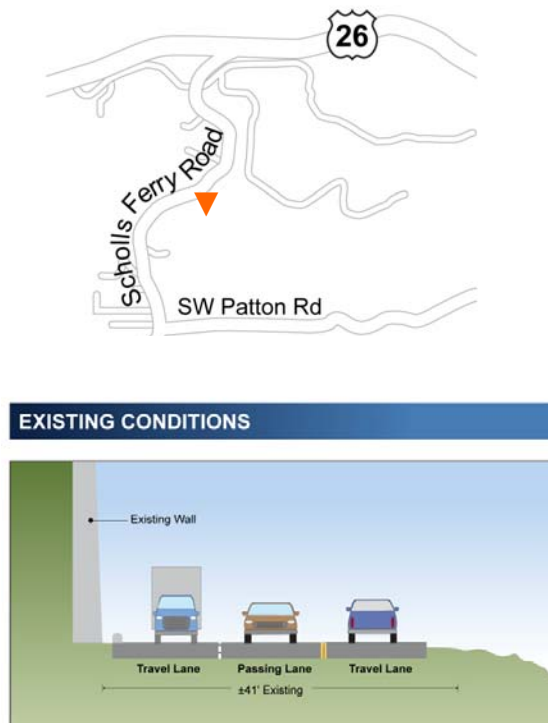 26
Scholls Ferry Road
SW Patton Rd
EXISTING CONDITIONS
Existing Wall
Travel Lane Passing Lane Travel Lane
±41' Existing